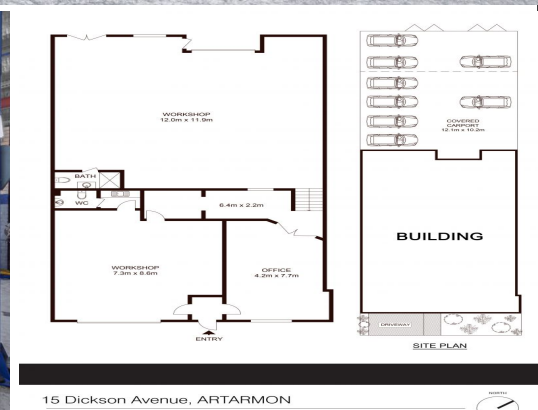 WORKSHOP
12.0m x 11.9m
BATH
WC
6.4m x 2.2m
WORKSHOP
7.3m x 8.6m
OFFICE
4.2m x 7.7m
ENTRY
COVERED
CARPORT
12.1m x 10.2m
BUILDING
DRIVEWAY
SITE PLAN
15 Dickson Avenue, ARTARMON
NORTH